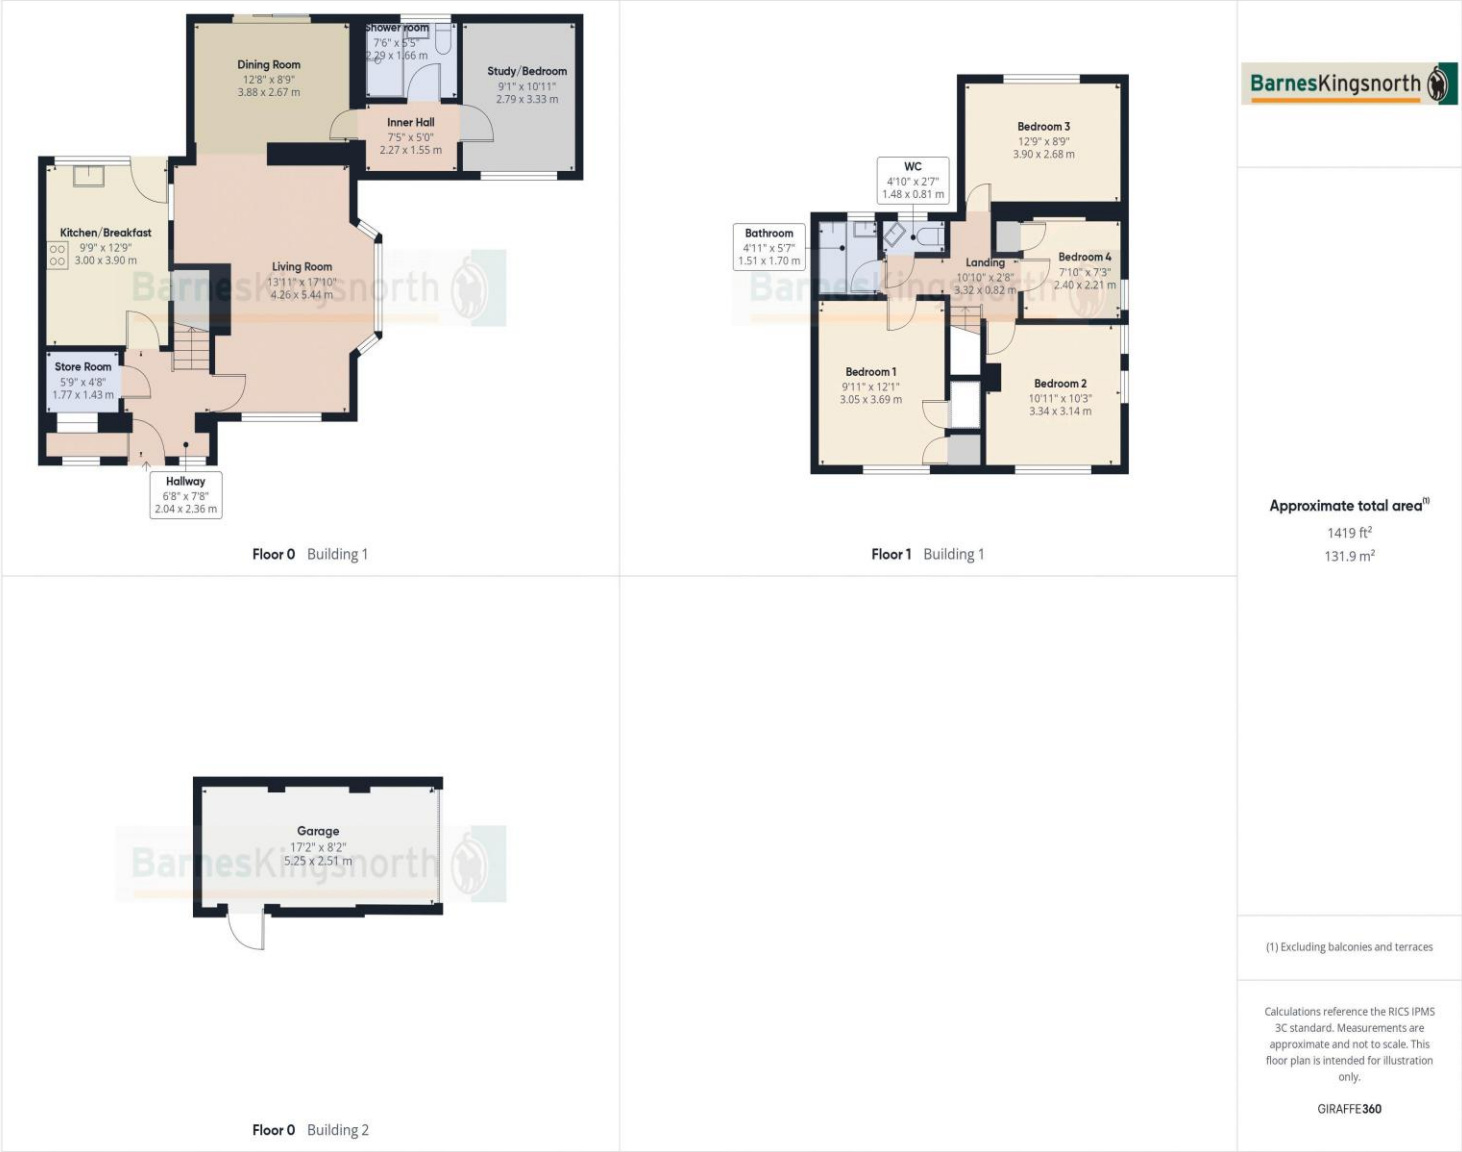 Shower room
7'6" x 5'5"
2.29 x 1.66 m
Dining Room
12'8" x 8'9"
3.88 x 2.67 m
Study/Bedroom
9'1" x 10'11"
2.79 x 3.33 m
Inner Hall
7'5" x 5'0"
2.27 x 1.55 m
Kitchen/Breakfast
9'9" x 12'9"
3.00 x 3.90 m
Living Room
13'11" x 17'10"
4.26 x 5.44 m
BarnesKingsnorth
Store Room
5'9" x 4'8"
1.77 x 1.43 m
Hallway
6'8" x 7'8"
2.04 x 2.36 m
Floor 0 Building 1
Bedroom 3
12'9" x 8'9"
3.90 x 2.68 m
WC
4'10" x 2'7"
1.48 x 0.81 m
Bathroom
4'11" x 5'7"
1.51 x 1.70 m
Landing
10'10" x 2'8"
3.32 x 0.82 m
Bedroom 4
7'10" x 7'3"
2.40 x 2.21 m
BarnesKingsnorth
Bedroom 1
9'11" x 12'1"
3.05 x 3.69 m
Bedroom 2
10'11" x 10'3"
3.34 x 3.14 m
Floor 1 Building 1
Garage
17'2" x 8'2"
5.25 x 2.51 m
BarnesKingsnorth
Floor 0 Building 2
BarnesKingsnorth
Approximate total area(1)
1419 ft²
131.9 m²
(1) Excluding balconies and terraces
Calculations reference the RICS IPMS
3C standard. Measurements are
approximate and not to scale. This
floor plan is intended for illustration
only.
GIRAFFE360